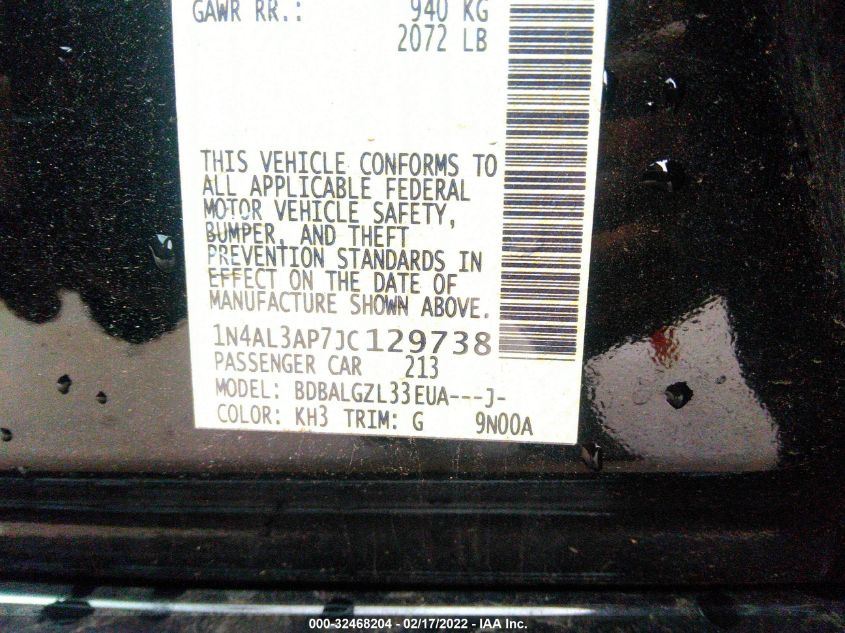 GAWR RR.: 940 KG
2072 LB
THIS VEHICLE CONFORMS TO
ALL APPLICABLE FEDERAL
MOTOR VEHICLE SAFETY,
BUMPER, AND THEFT
PREVENTION STANDARDS IN
EFFECT ON THE DATE OF
MANUFACTURE SHOWN ABOVE.
1N4AL3AP7JC129738
PASSENGER CAR 213
MODEL: BDBALGZL33EUA---J-
COLOR: KH3 TRIM: G 9N00A
000-32468204 - 02/17/2022 - IAA Inc.